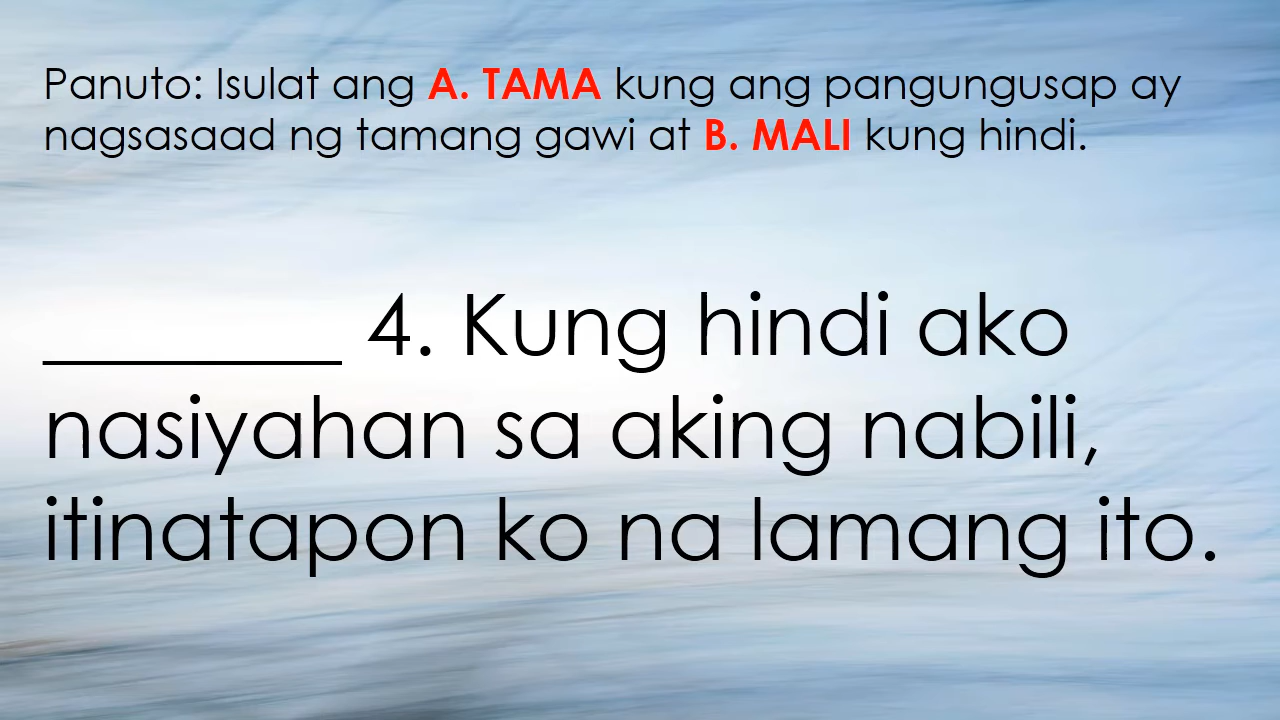 Panuto: Isulat ang A. TAMA kung ang pangungusap ay
nagsasaad ng tamang gawi at B. MALI kung hindi.
_______ 4. Kung hindi ako
nasiyahan sa aking nabili,
itinatapon ko na lamang ito.